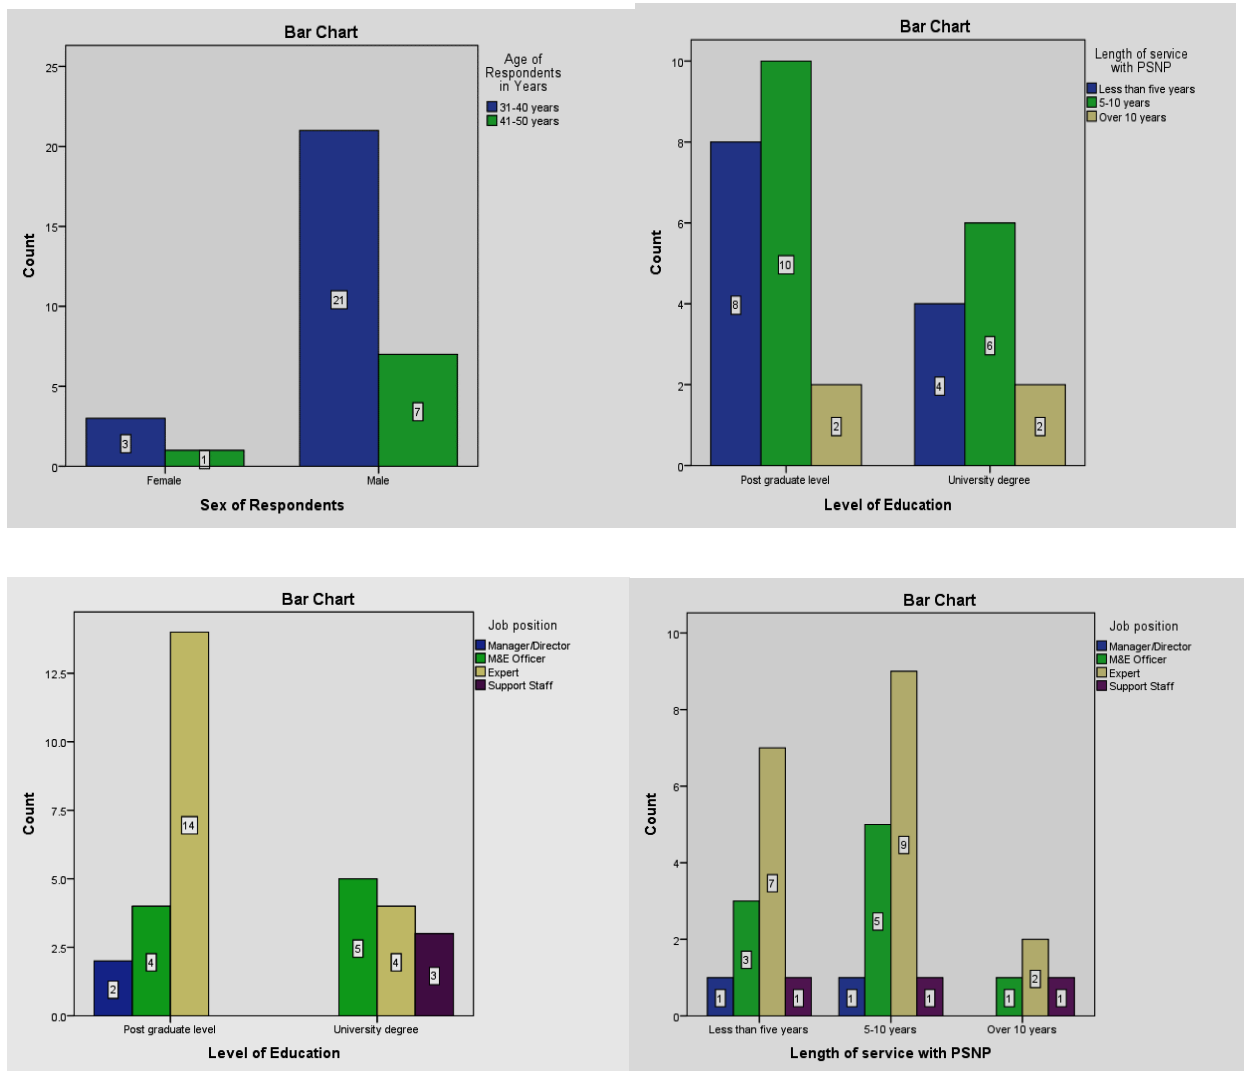 Bar Chart
Age of
Respondents
in Years
31-40 years
41-50 years
25
20
15
10
5
0
Count
3
1
21
7
Female
Male
Sex of Respondents
Bar Chart
Length of service
with PSNP
Less than five years
5-10 years
Over 10 years
10
8
6
4
2
0
Count
8
10
2
4
6
2
Post graduate level
University degree
Level of Education
Bar Chart
Job position
Manager/Director
M&E Officer
Expert
Support Staff
12.5
10.0
7.5
5.0
2.5
0.0
Count
2
4
14
5
4
3
Post graduate level
University degree
Level of Education
Bar Chart
Job position
Manager/Director
M&E Officer
Expert
Support Staff
10
8
6
4
2
0
Count
1
3
7
1
1
5
9
1
1
2
1
Less than five years
5-10 years
Over 10 years
Length of service with PSNP